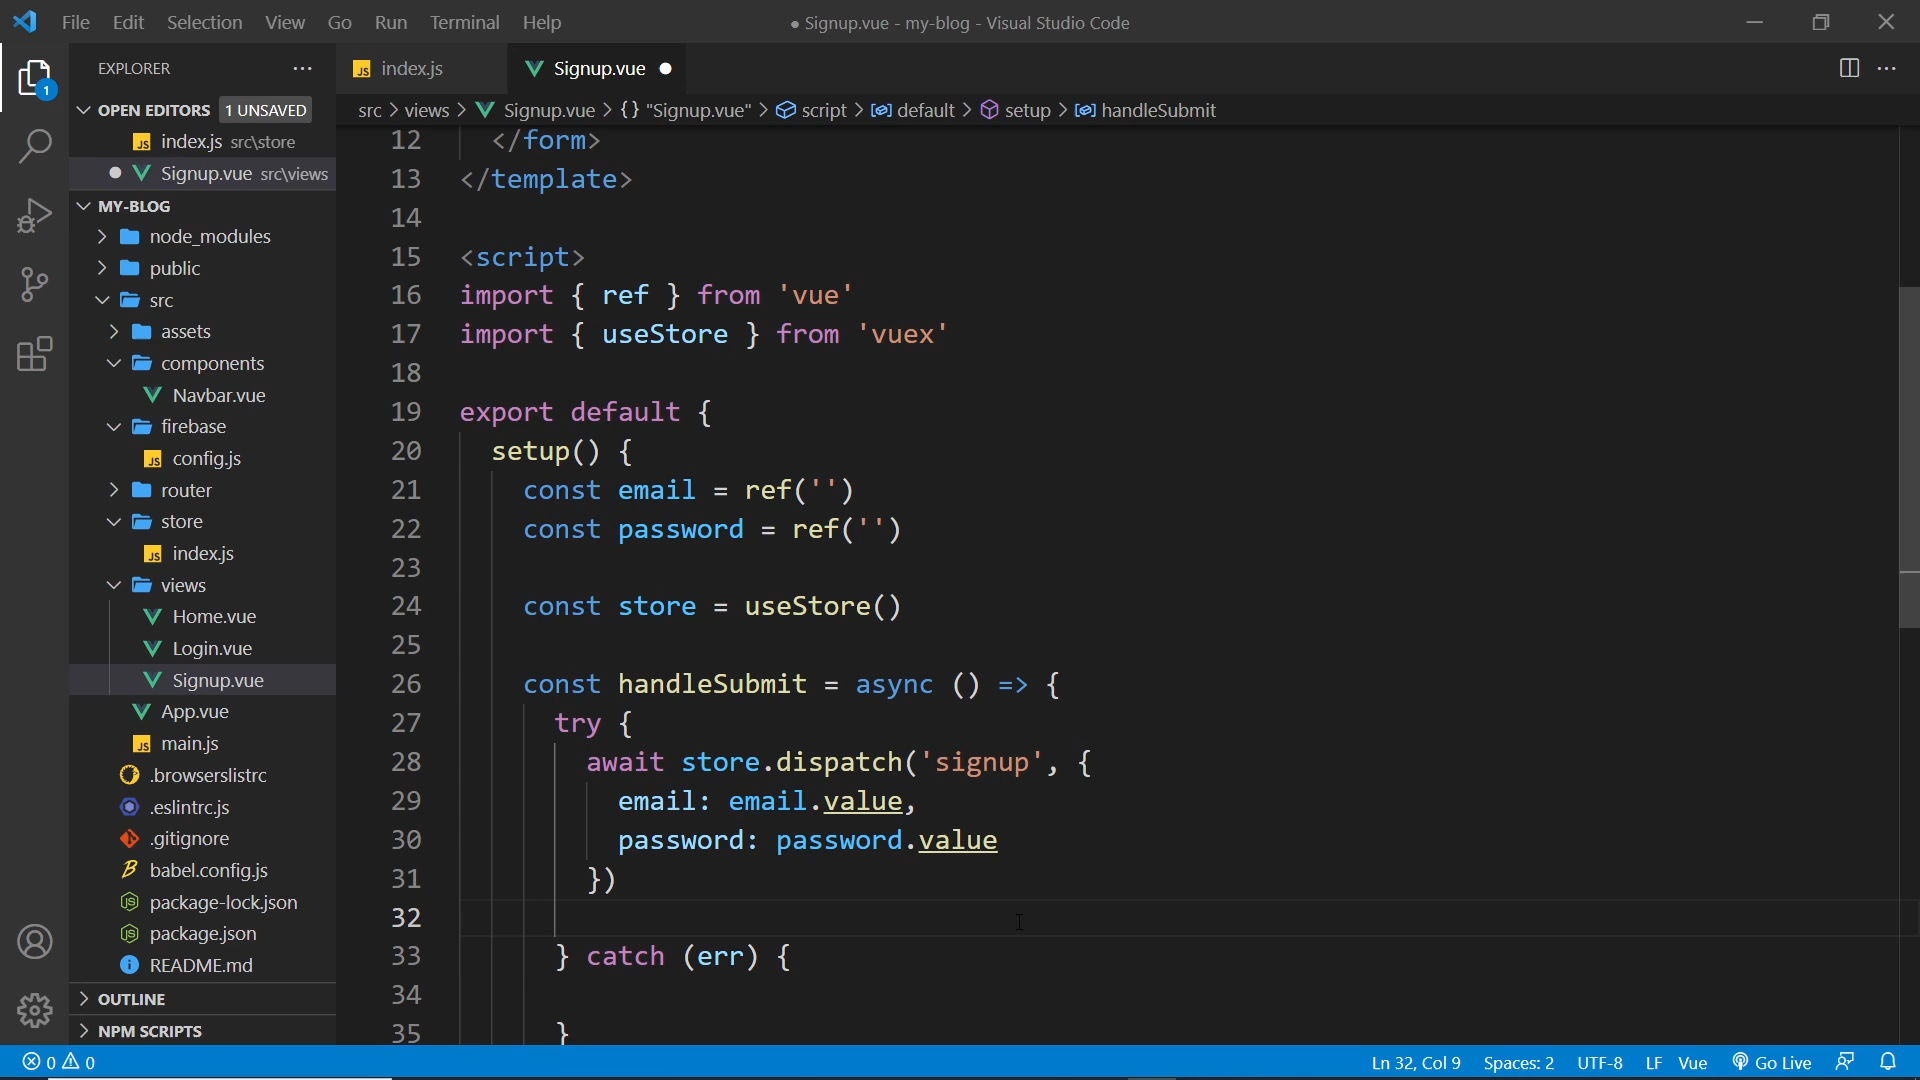 File Edit Selection View Go Run Terminal Help
● Signup.vue - my-blog - Visual Studio Code
1
EXPLORER
OPEN EDITORS 1 UNSAVED
JS index.js src\store
Signup.vue src\views
MY-BLOG
node_modules
public
src
assets
components
Navbar.vue
firebase
JS config.js
router
store
JS index.js
views
Home.vue
Login.vue
Signup.vue
App.vue
JS main.js
.browserslistrc
.eslintrc.js
.gitignore
babel.config.js
package-lock.json
package.json
README.md
OUTLINE
NPM SCRIPTS
JS index.js
Signup.vue
src > views > Signup.vue > {} "Signup.vue" > script > default > setup > handleSubmit
12 </form>
13 </template>
14
15 <script>
16 import { ref } from 'vue'
17 import { useStore } from 'vuex'
18
19 export default {
20 setup() {
21 const email = ref('')
22 const password = ref('')
23
24 const store = useStore()
25
26 const handleSubmit = async () => {
27 try {
28 await store.dispatch('signup', {
29 email: email.value,
30 password: password.value
31 })
32
33 } catch (err) {
34
35 }
0 0
Ln 32, Col 9 Spaces: 2 UTF-8 LF Vue Go Live